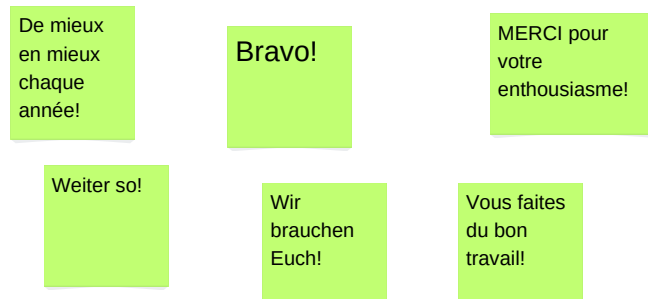 De mieux
en mieux
chaque
année!
Bravo!
MERCI pour
votre
enthousiasme!
Weiter so!
Wir
brauchen
Euch!
Vous faites
du bon
travail!